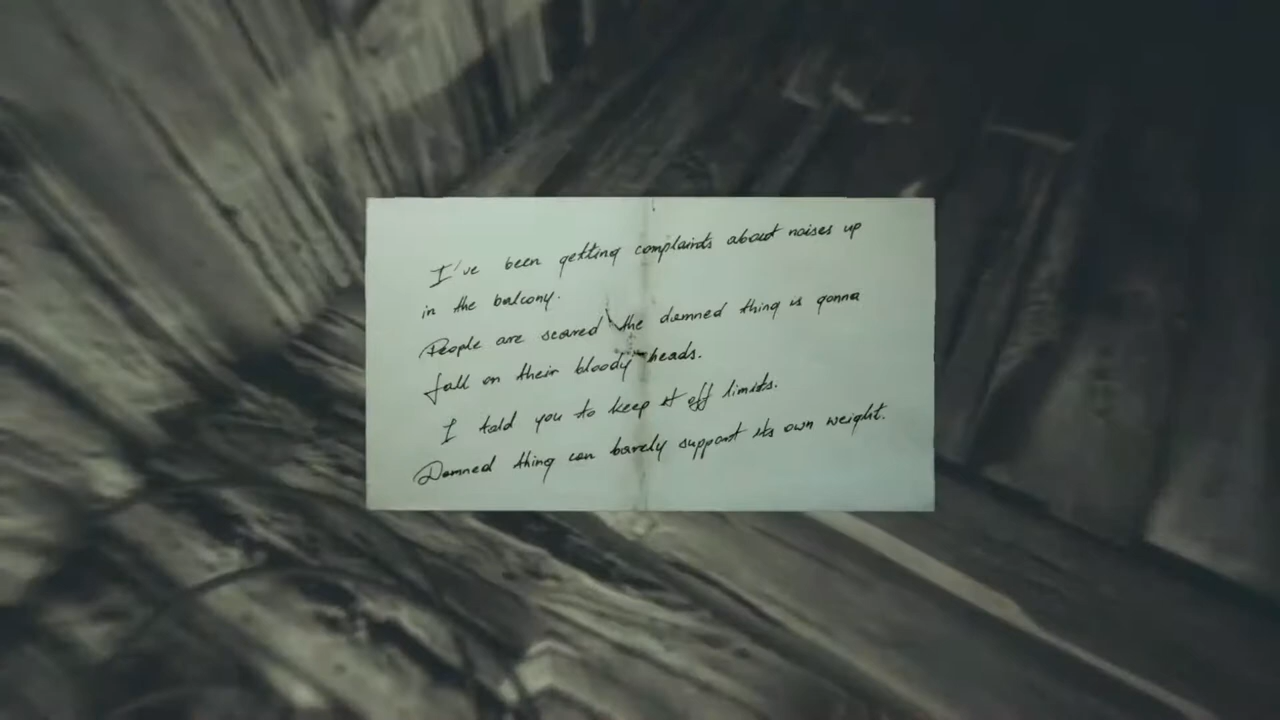 I've been getting complaints about noises up
in the balcony.
People are scared the damned thing is gonna
fall on their bloody heads.
I told you to keep it off limits.
Damned thing can barely support its own weight.